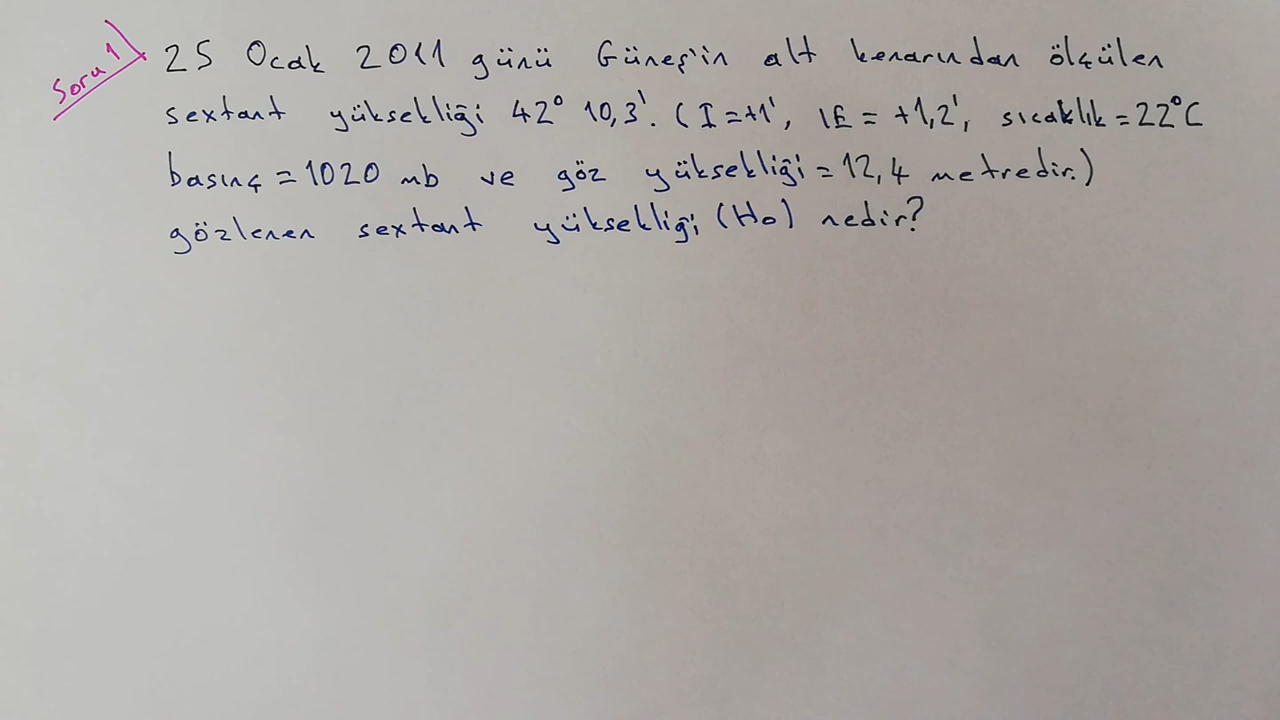 Soru 1) 25 Ocak 2011 günü Güneş'in alt kenarından ölçülen
sextant yüksekliği 42° 10,3'. (I=+1', IE = +1,2', sıcaklık = 22°C
basınç = 1020 mb ve göz yüksekliği = 12,4 metredir.)
gözlenen sextant yüksekliği (Ho) nedir?